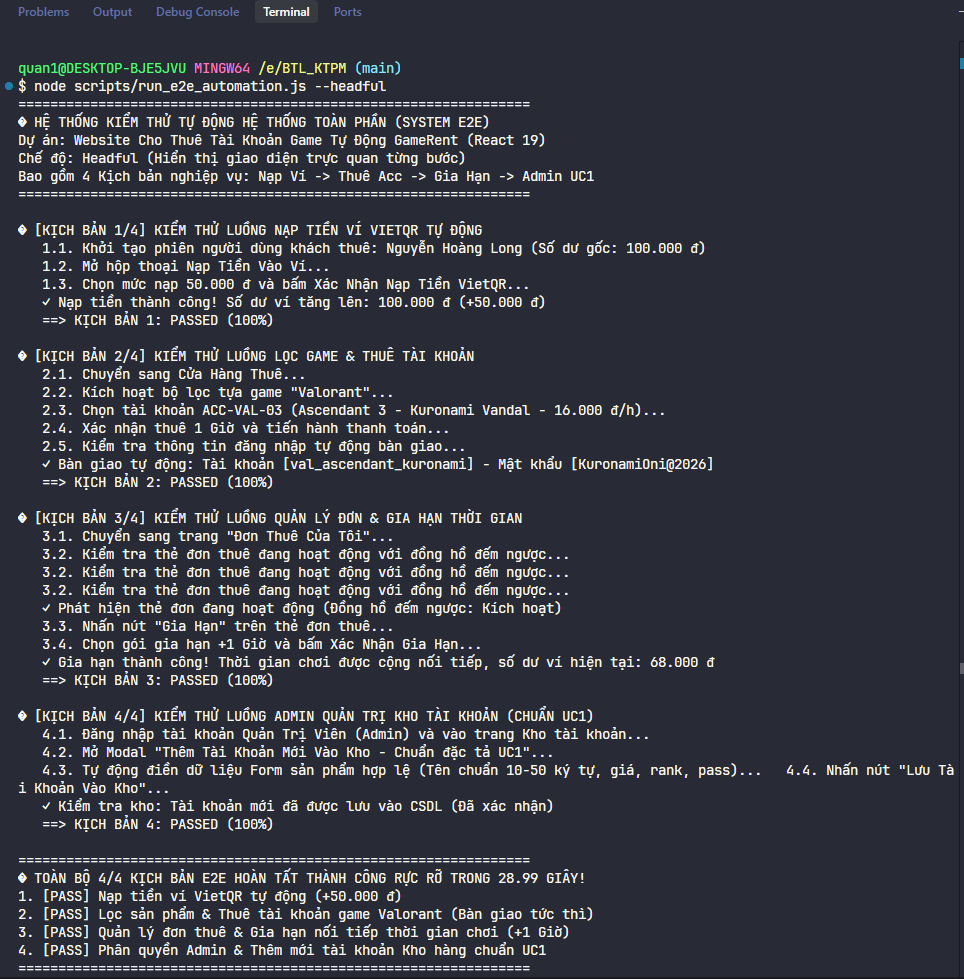 Problems Output Debug Console Terminal Ports
quan1@DESKTOP-BJE5JVU MINGW64 /e/BTL_KTPM (main)
$ node scripts/run_e2e_automation.js --headful
================================================================
� HỆ THỐNG KIỂM THỬ TỰ ĐỘNG HỆ THỐNG TOÀN PHẦN (SYSTEM E2E)
Dự án: Website Cho Thuê Tài Khoản Game Tự Động GameRent (React 19)
Chế độ: Headful (Hiển thị giao diện trực quan từng bước)
Bao gồm 4 Kịch bản nghiệp vụ: Nạp Ví -> Thuê Acc -> Gia Hạn -> Admin UC1
================================================================
� [KỊCH BẢN 1/4] KIỂM THỬ LUỒNG NẠP TIỀN VÍ VIETQR TỰ ĐỘNG
1.1. Khởi tạo phiên người dùng khách thuê: Nguyễn Hoàng Long (Số dư gốc: 100.000 đ)
1.2. Mở hộp thoại Nạp Tiền Vào Ví...
1.3. Chọn mức nạp 50.000 đ và bấm Xác Nhận Nạp Tiền VietQR...
✓ Nạp tiền thành công! Số dư ví tăng lên: 100.000 đ (+50.000 đ)
==> KỊCH BẢN 1: PASSED (100%)
� [KỊCH BẢN 2/4] KIỂM THỬ LUỒNG LỌC GAME & THUÊ TÀI KHOẢN
2.1. Chuyển sang Cửa Hàng Thuê...
2.2. Kích hoạt bộ lọc tựa game "Valorant"...
2.3. Chọn tài khoản ACC-VAL-03 (Ascendant 3 - Kuronami Vandal - 16.000 đ/h)...
2.4. Xác nhận thuê 1 Giờ và tiến hành thanh toán...
2.5. Kiểm tra thông tin đăng nhập tự động bàn giao...
✓ Bàn giao tự động: Tài khoản [val_ascendant_kuronami] - Mật khẩu [KuronamiOni@2026]
==> KỊCH BẢN 2: PASSED (100%)
� [KỊCH BẢN 3/4] KIỂM THỬ LUỒNG QUẢN LÝ ĐƠN & GIA HẠN THỜI GIAN
3.1. Chuyển sang trang "Đơn Thuê Của Tôi"...
3.2. Kiểm tra thẻ đơn thuê đang hoạt động với đồng hồ đếm ngược...
3.2. Kiểm tra thẻ đơn thuê đang hoạt động với đồng hồ đếm ngược...
3.2. Kiểm tra thẻ đơn thuê đang hoạt động với đồng hồ đếm ngược...
✓ Phát hiện thẻ đơn đang hoạt động (Đồng hồ đếm ngược: Kích hoạt)
3.3. Nhấn nút "Gia Hạn" trên thẻ đơn thuê...
3.4. Chọn gói gia hạn +1 Giờ và bấm Xác Nhận Gia Hạn...
✓ Gia hạn thành công! Thời gian chơi được cộng nối tiếp, số dư ví hiện tại: 68.000 đ
==> KỊCH BẢN 3: PASSED (100%)
� [KỊCH BẢN 4/4] KIỂM THỬ LUỒNG ADMIN QUẢN TRỊ KHO TÀI KHOẢN (CHUẨN UC1)
4.1. Đăng nhập tài khoản Quản Trị Viên (Admin) và vào trang Kho tài khoản...
4.2. Mở Modal "Thêm Tài Khoản Mới Vào Kho - Chuẩn đặc tả UC1"...
4.3. Tự động điền dữ liệu Form sản phẩm hợp lệ (Tên chuẩn 10-50 ký tự, giá, rank, pass)... 4.4. Nhấn nút "Lưu Tà
i Khoản Vào Kho"...
✓ Kiểm tra kho: Tài khoản mới đã được lưu vào CSDL (Đã xác nhận)
==> KỊCH BẢN 4: PASSED (100%)
================================================================
� TOÀN BỘ 4/4 KỊCH BẢN E2E HOÀN TẤT THÀNH CÔNG RỰC RỠ TRONG 28.99 GIÂY!
1. [PASS] Nạp tiền ví VietQR tự động (+50.000 đ)
2. [PASS] Lọc sản phẩm & Thuê tài khoản game Valorant (Bàn giao tức thì)
3. [PASS] Quản lý đơn thuê & Gia hạn nối tiếp thời gian chơi (+1 Giờ)
4. [PASS] Phân quyền Admin & Thêm mới tài khoản Kho hàng chuẩn UC1
================================================================